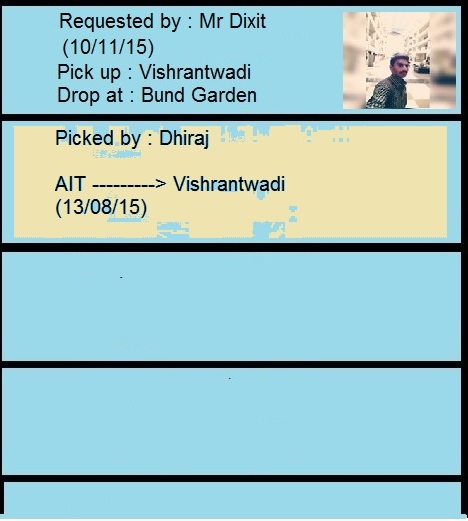 Requested by : Mr Dixit
(10/11/15)
Pick up : Vishrantwadi
Drop at : Bund Garden
Picked by : Dhiraj
AIT ---------> Vishrantwadi
(13/08/15)